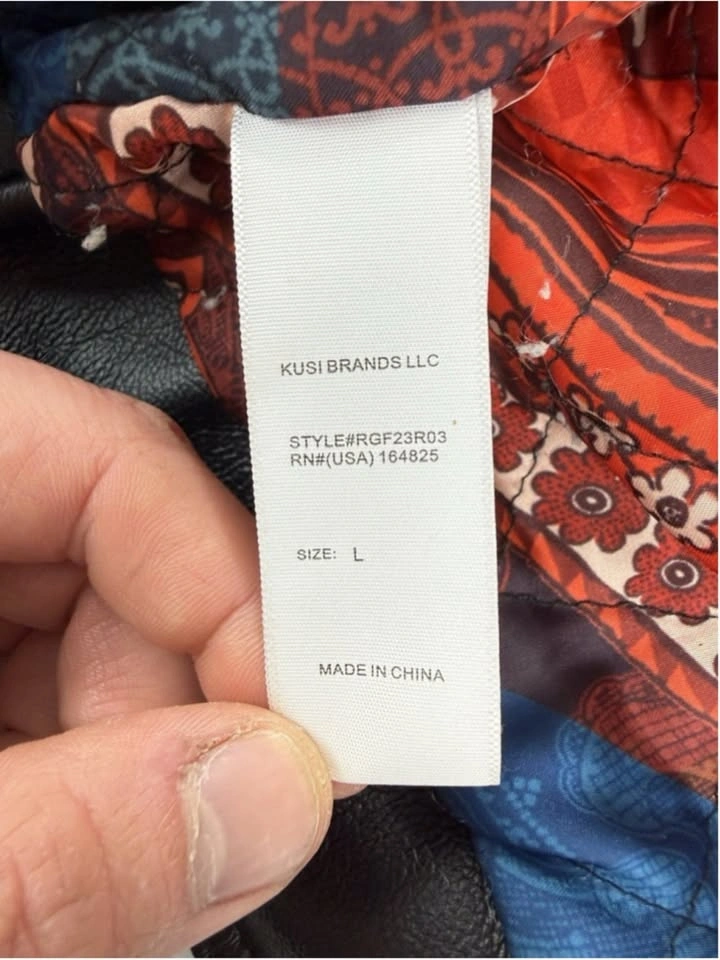 KUSI BRANDS LLC
STYLE#RGF23R03
RN#(USA) 164825
SIZE: L
MADE IN CHINA